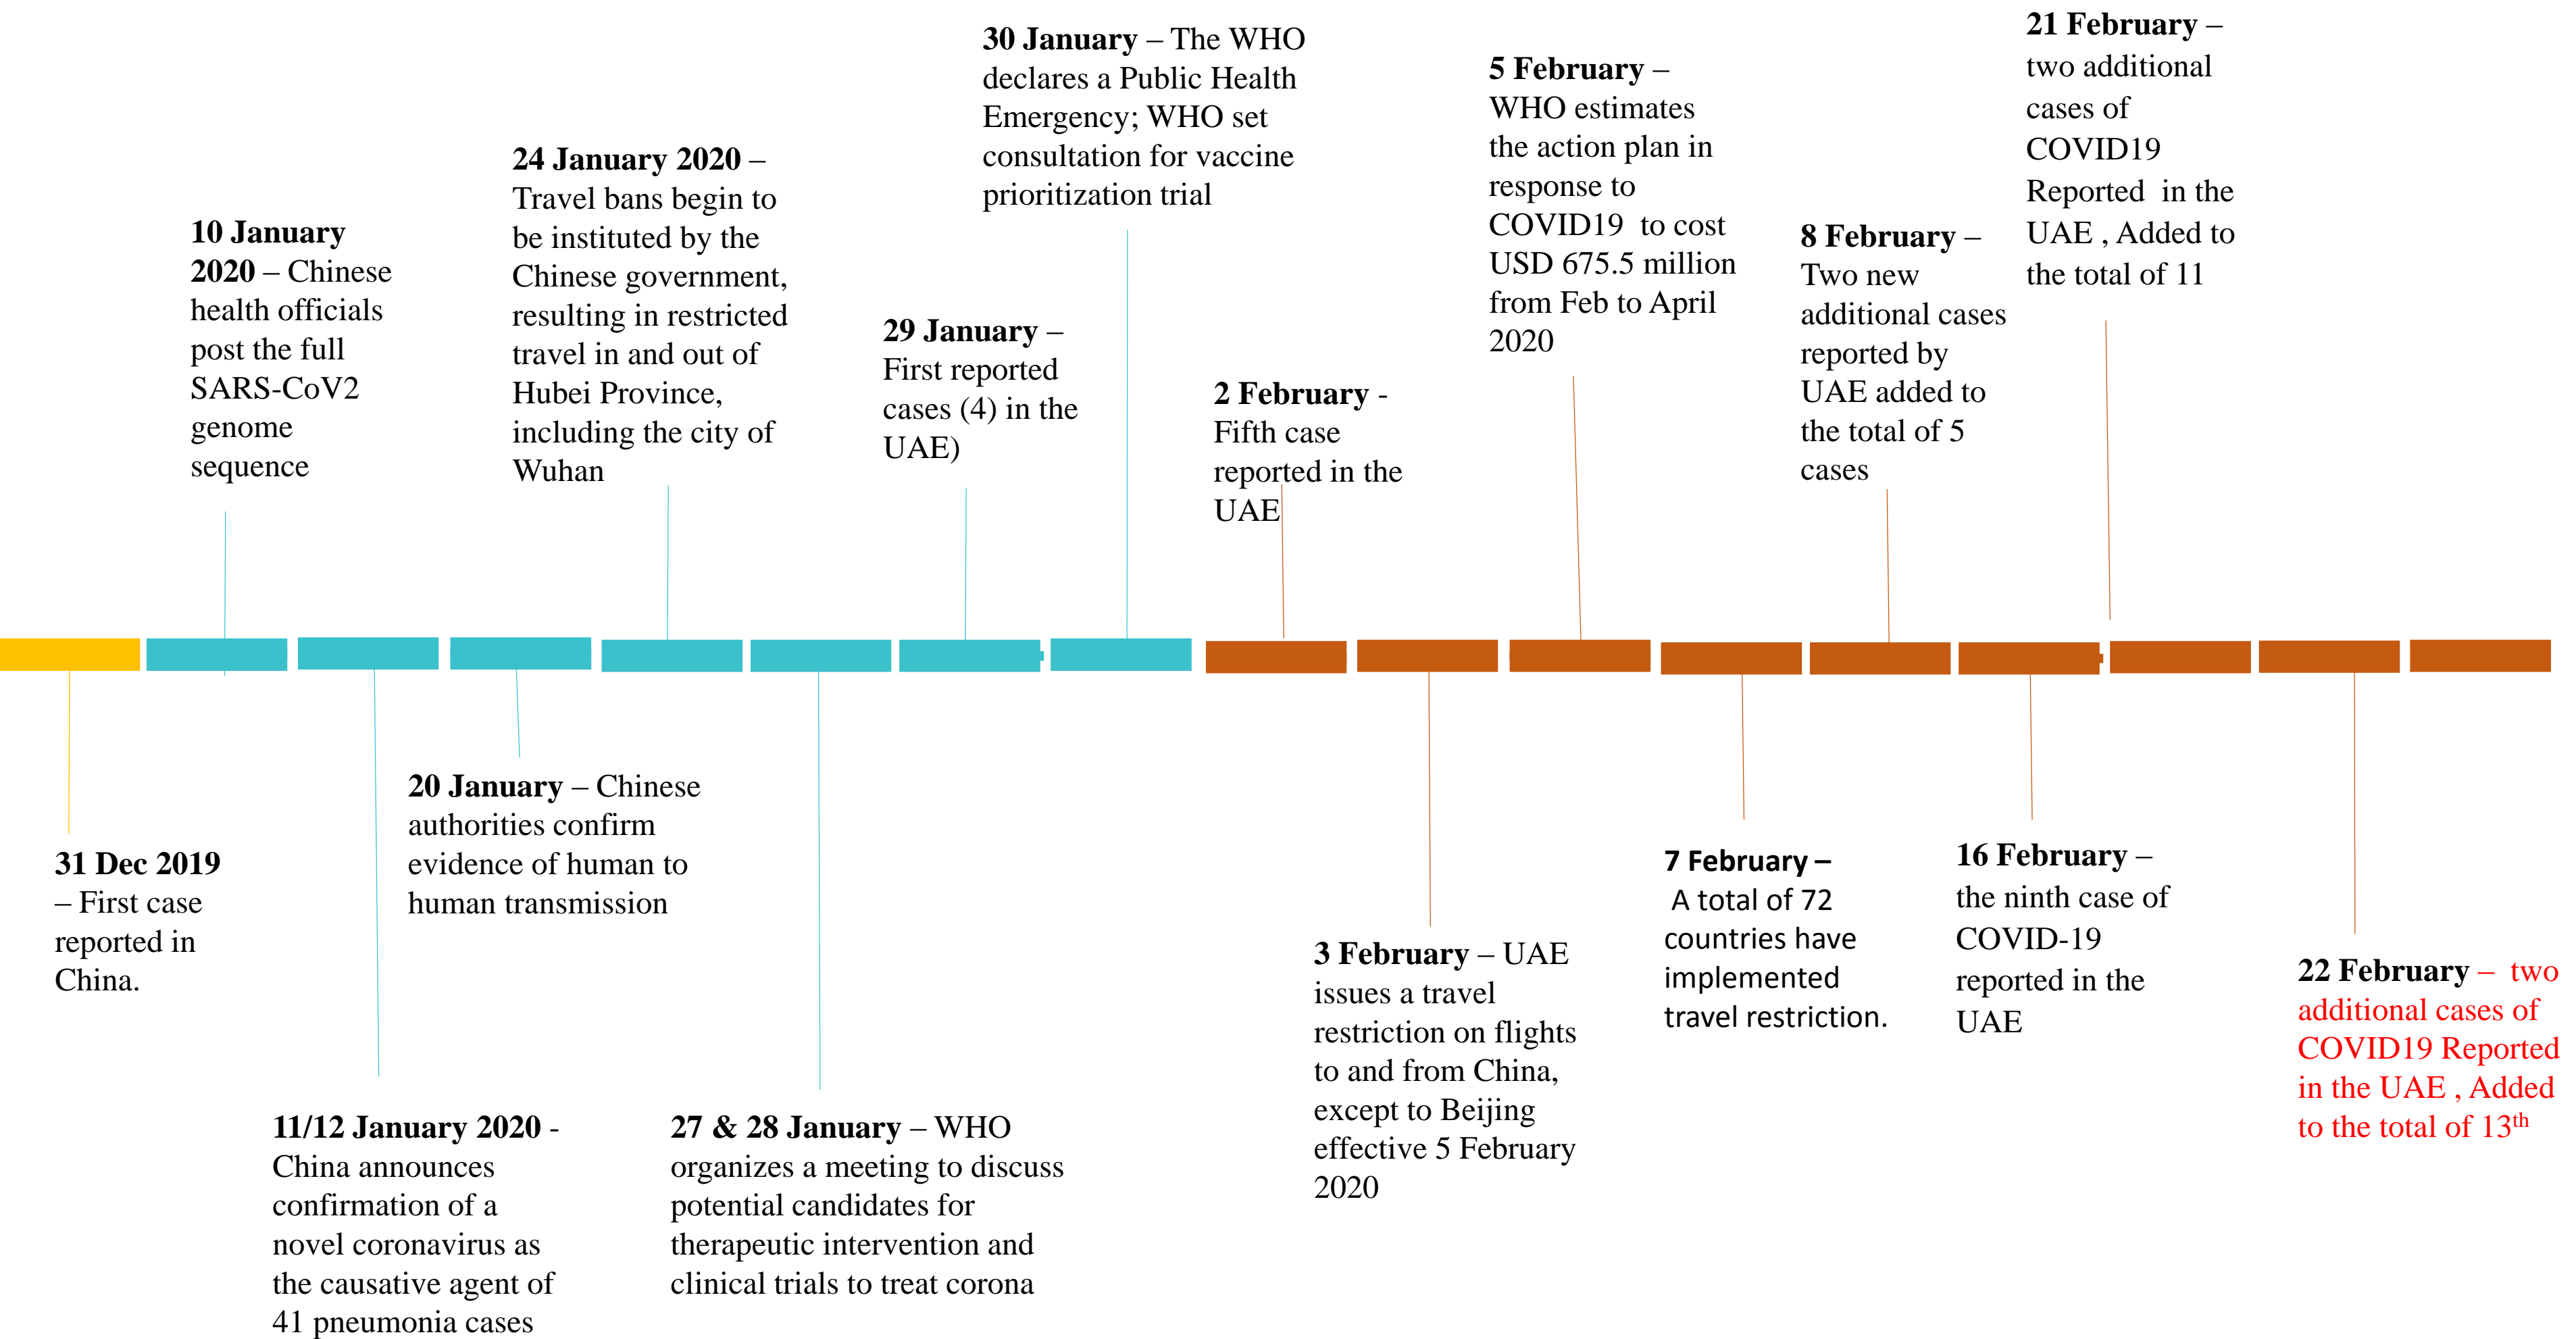 31 Dec 2019
– First case
reported in
China.
10 January
2020 – Chinese
health officials
post the full
SARS-CoV2
genome
sequence
11/12 January 2020 -
China announces
confirmation of a
novel coronavirus as
the causative agent of
41 pneumonia cases
20 January – Chinese
authorities confirm
evidence of human to
human transmission
24 January 2020 –
Travel bans begin to
be instituted by the
Chinese government,
resulting in restricted
travel in and out of
Hubei Province,
including the city of
Wuhan
27 & 28 January – WHO
organizes a meeting to discuss
potential candidates for
therapeutic intervention and
clinical trials to treat corona
29 January –
First reported
cases (4) in the
UAE)
30 January – The WHO
declares a Public Health
Emergency; WHO set
consultation for vaccine
prioritization trial
2 February -
Fifth case
reported in the
UAE
3 February – UAE
issues a travel
restriction on flights
to and from China,
except to Beijing
effective 5 February
2020
5 February –
WHO estimates
the action plan in
response to
COVID19  to cost
USD 675.5 million
from Feb to April
2020
7 February –
A total of 72
countries have
implemented
travel restriction.
8 February –
Two new
additional cases
reported by
UAE added to
the total of 5
cases
16 February –
the ninth case of
COVID-19
reported in the
UAE
21 February –
two additional
cases of
COVID19
Reported  in the
UAE , Added to
the total of 11
22 February –  two
additional cases of
COVID19 Reported
in the UAE , Added
to the total of 13th